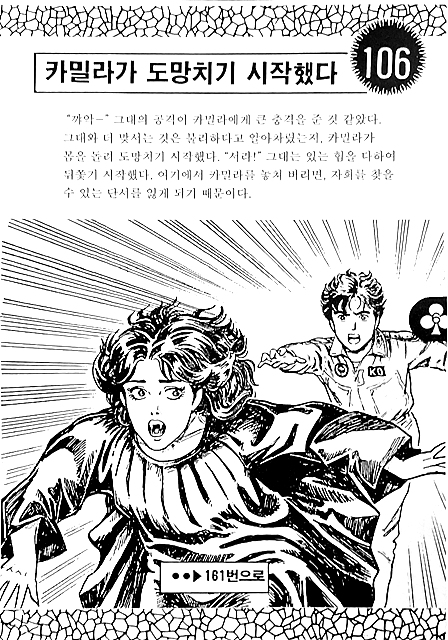 카밀라가 도망치기 시작했다
106
“까악―” 그대의 공격이 카밀라에게 큰 충격을 준 것 같았다.
그대와 더 맞서는 것은 불리하다고 알아차렸는지, 카밀라가
몸을 돌려 도망치기 시작했다. “서라!” 그대는 있는 힘을 다하여
뒤쫓기 시작했다. 여기에서 카밀라를 놓쳐 버리면, 자희를 찾을
수 있는 단서를 잃게 되기 때문이다.
KG
●●▶161번으로